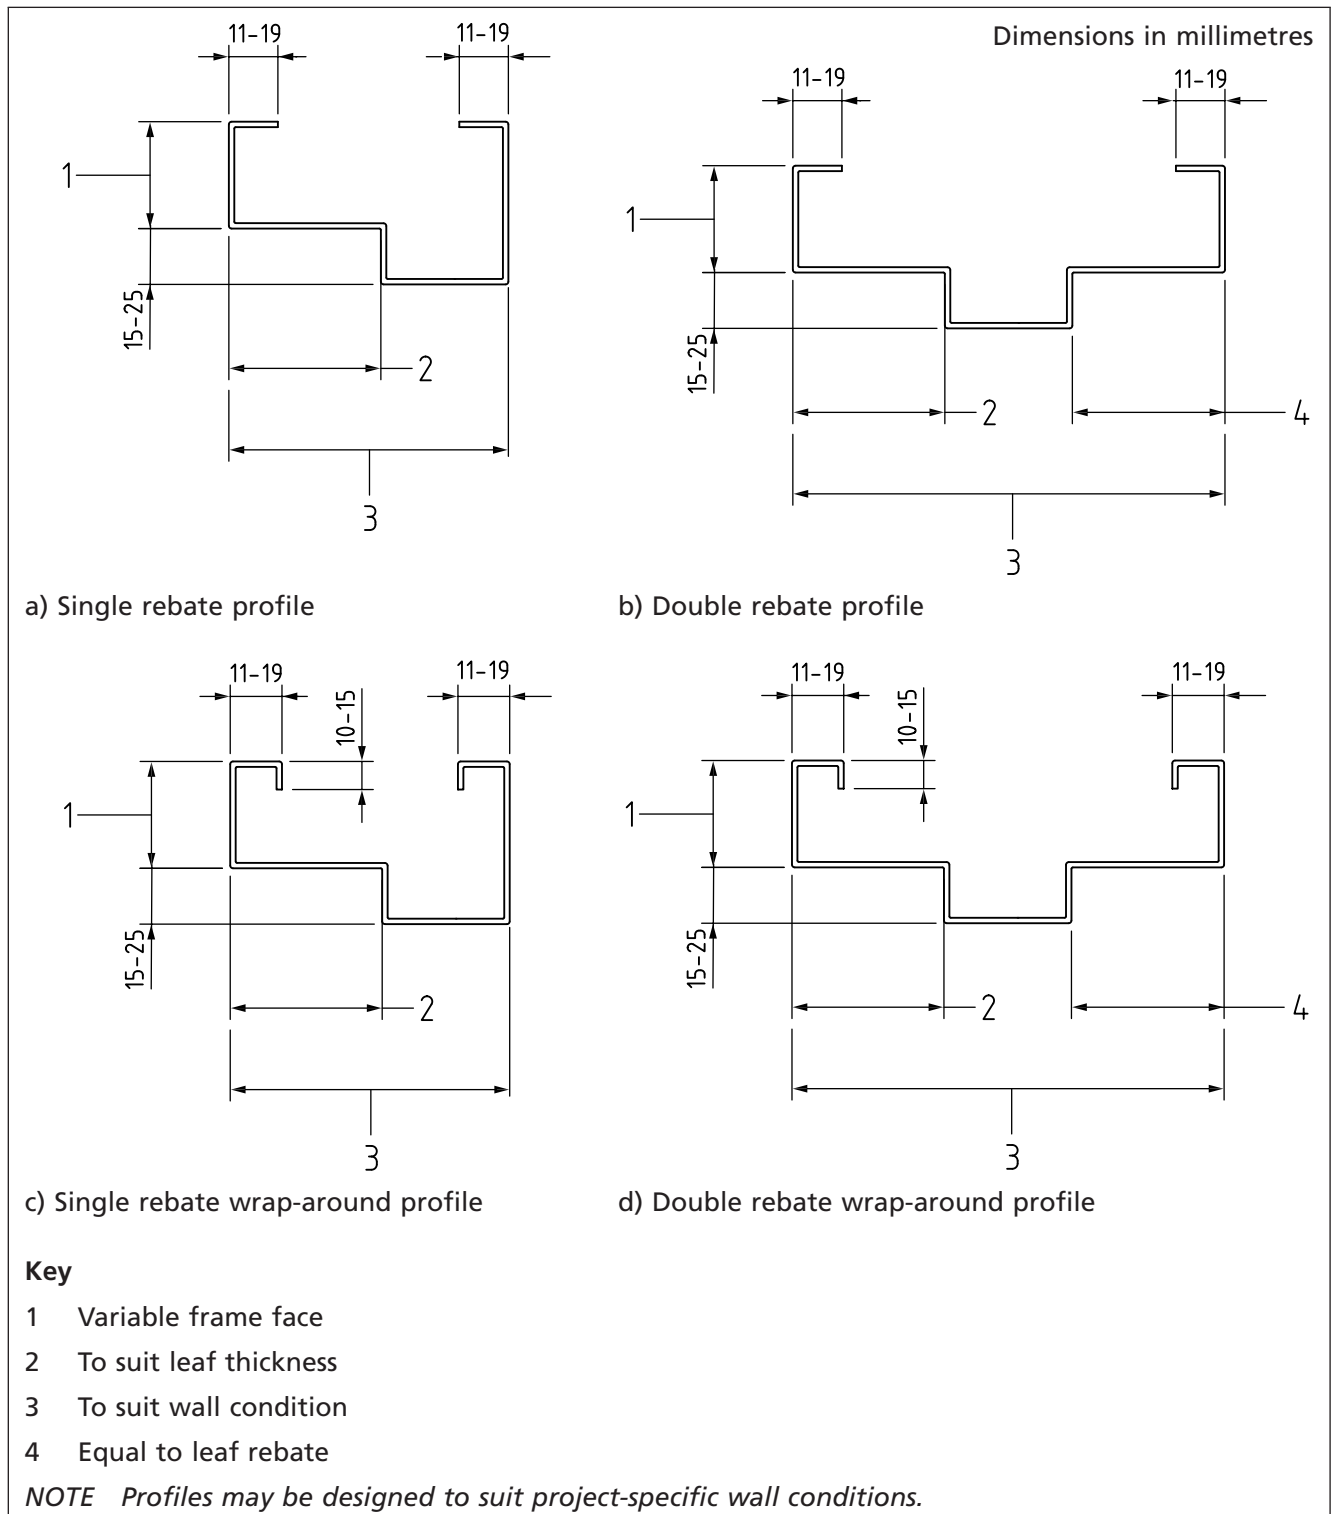 Dimensions in millimetres
11–19
11–19
1
15–25
2
3
11–19
11–19
1
15–25
2
4
3
a) Single rebate profile
b) Double rebate profile
11–19
11–19
10–15
1
15–25
2
3
11–19
11–19
10–15
1
15–25
2
4
3
c) Single rebate wrap-around profile
d) Double rebate wrap-around profile
Key
1 Variable frame face
2 To suit leaf thickness
3 To suit wall condition
4 Equal to leaf rebate
NOTE Profiles may be designed to suit project-specific wall conditions.